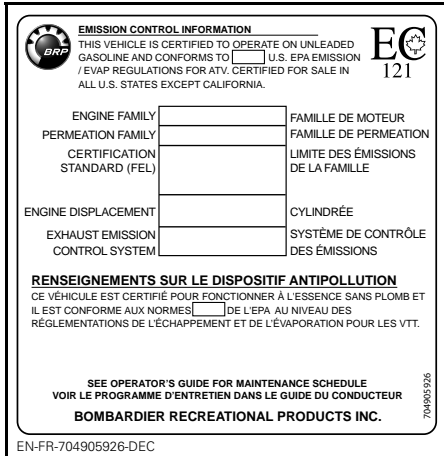 BRP
EMISSION CONTROL INFORMATION
THIS VEHICLE IS CERTIFIED TO OPERATE ON UNLEADED
GASOLINE AND CONFORMS TO U.S. EPA EMISSION
/ EVAP REGULATIONS FOR ATV. CERTIFIED FOR SALE IN
ALL U.S. STATES EXCEPT CALIFORNIA.
EC
121
ENGINE FAMILY FAMILLE DE MOTEUR
PERMEATION FAMILY FAMILLE DE PERMEATION
CERTIFICATION LIMITE DES ÉMISSIONS
STANDARD (FEL) DE LA FAMILLE
ENGINE DISPLACEMENT CYLINDRÉE
EXHAUST EMISSION SYSTÈME DE CONTRÔLE
CONTROL SYSTEM DES ÉMISSIONS
RENSEIGNEMENTS SUR LE DISPOSITIF ANTIPOLLUTION
CE VÉHICULE EST CERTIFIÉ POUR FONCTIONNER À L'ESSENCE SANS PLOMB ET
IL EST CONFORME AUX NORMES DE L'EPA AU NIVEAU DES
RÉGLEMENTATIONS DE L'ÉCHAPPEMENT ET DE L'ÉVAPORATION POUR LES VTT.
SEE OPERATOR'S GUIDE FOR MAINTENANCE SCHEDULE
VOIR LE PROGRAMME D'ENTRETIEN DANS LE GUIDE DU CONDUCTEUR
BOMBARDIER RECREATIONAL PRODUCTS INC.
704905926
EN-FR-704905926-DEC